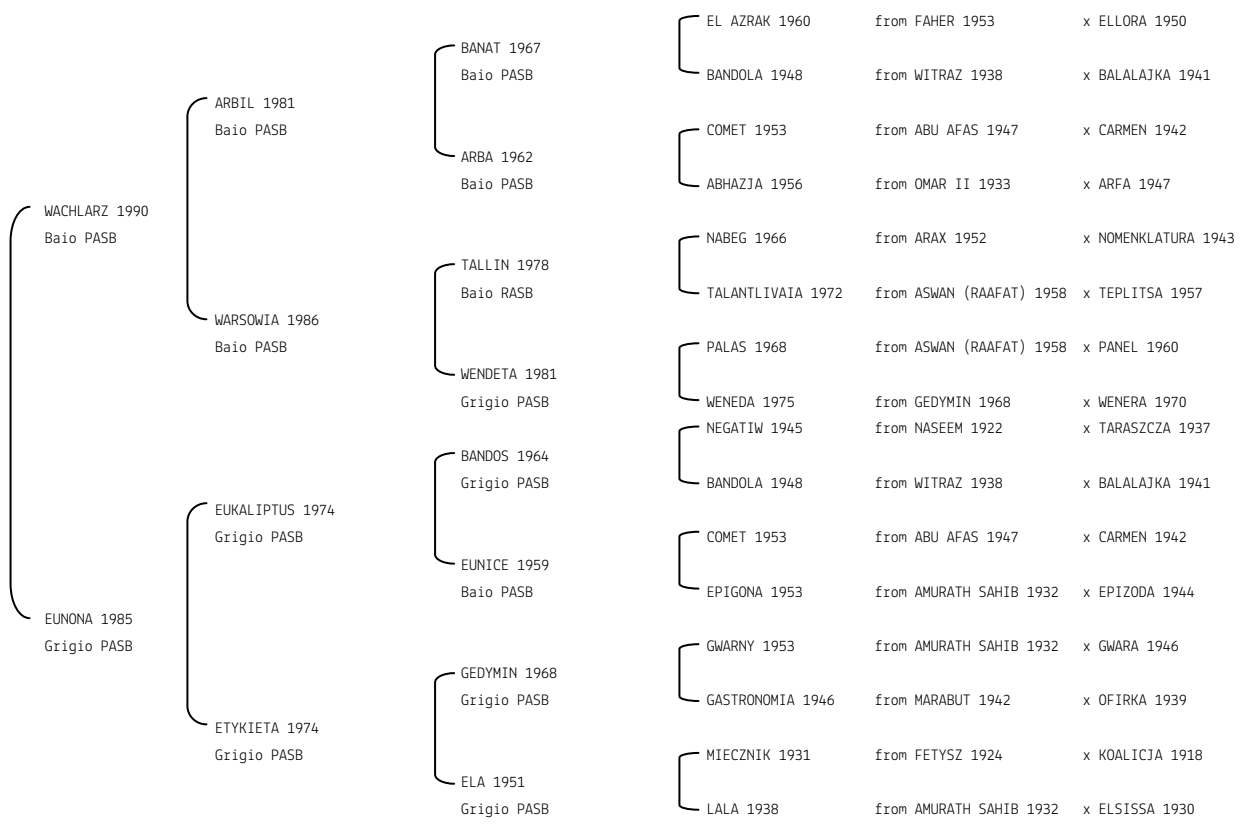 EL AZRAK 1960 from FAHER 1953 x ELLORA 1950
BANAT 1967
Baio PASB
BANDOLA 1948 from WITRAZ 1938 x BALALAJKA 1941
ARBIL 1981
Baio PASB
COMET 1953 from ABU AFAS 1947 x CARMEN 1942
ARBA 1962
Baio PASB
ABHAZJA 1956 from OMAR II 1933 x ARFA 1947
WACHLARZ 1990
Baio PASB
NABEG 1966 from ARAX 1952 x NOMENKLATURA 1943
TALLIN 1978
Baio RASB
TALANTLIVAIA 1972 from ASWAN (RAAFAT) 1958 x TEPLITSA 1957
WARSOWIA 1986
Baio PASB
PALAS 1968 from ASWAN (RAAFAT) 1958 x PANEL 1960
WENDETA 1981
Grigio PASB
WENEDA 1975 from GEDYMIN 1968 x WENERA 1970
NEGATIW 1945 from NASEEM 1922 x TARASZCZA 1937
BANDOS 1964
Grigio PASB
BANDOLA 1948 from WITRAZ 1938 x BALALAJKA 1941
EUKALIPTUS 1974
Grigio PASB
COMET 1953 from ABU AFAS 1947 x CARMEN 1942
EUNICE 1959
Baio PASB
EPIGONA 1953 from AMURATH SAHIB 1932 x EPIZODA 1944
EUNONA 1985
Grigio PASB
GWARNY 1953 from AMURATH SAHIB 1932 x GWARA 1946
GEDYMIN 1968
Grigio PASB
GASTRONOMIA 1946 from MARABUT 1942 x OFIRKA 1939
ETYKIETA 1974
Grigio PASB
MIECZNIK 1931 from FETYSZ 1924 x KOALICJA 1918
ELA 1951
Grigio PASB
LALA 1938 from AMURATH SAHIB 1932 x ELSISSA 1930